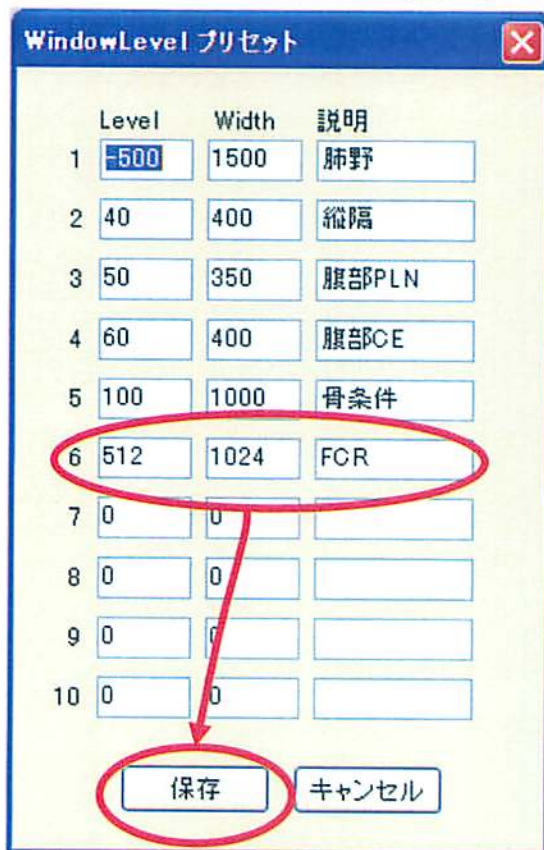 WindowLevel プリセット
Level Width 説明
1 -500 1500 肺野
2 40 400 縦隔
3 50 350 腹部PLN
4 60 400 腹部CE
5 100 1000 骨条件
6 512 1024 FCR
7 0 0
8 0 0
9 0 0
10 0 0
保存 キャンセル